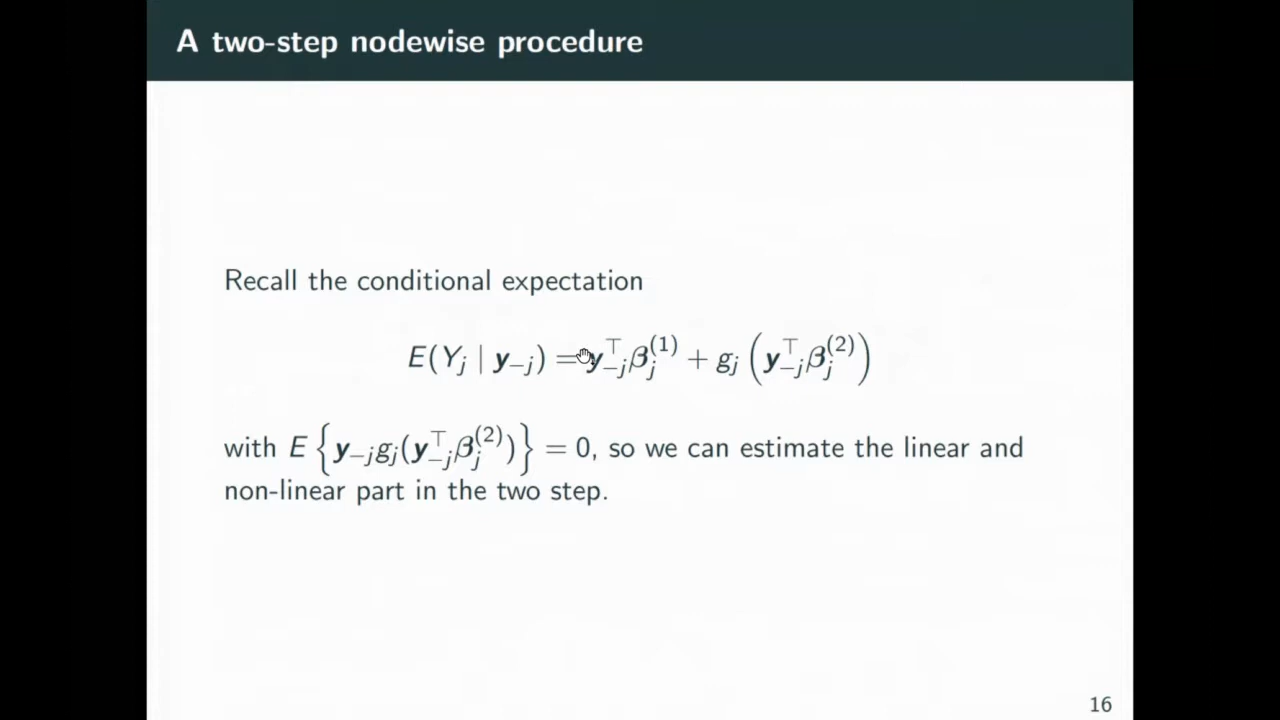 A two-step nodewise procedure
Recall the conditional expectation
E(Y_j | y_{−j}) = y_{−j}^⊤ β_j^{(1)} + g_j (y_{−j}^⊤ β_j^{(2)})
with E {y_{−j} g_j(y_{−j}^⊤ β_j^{(2)})} = 0, so we can estimate the linear and
non-linear part in the two step.
16